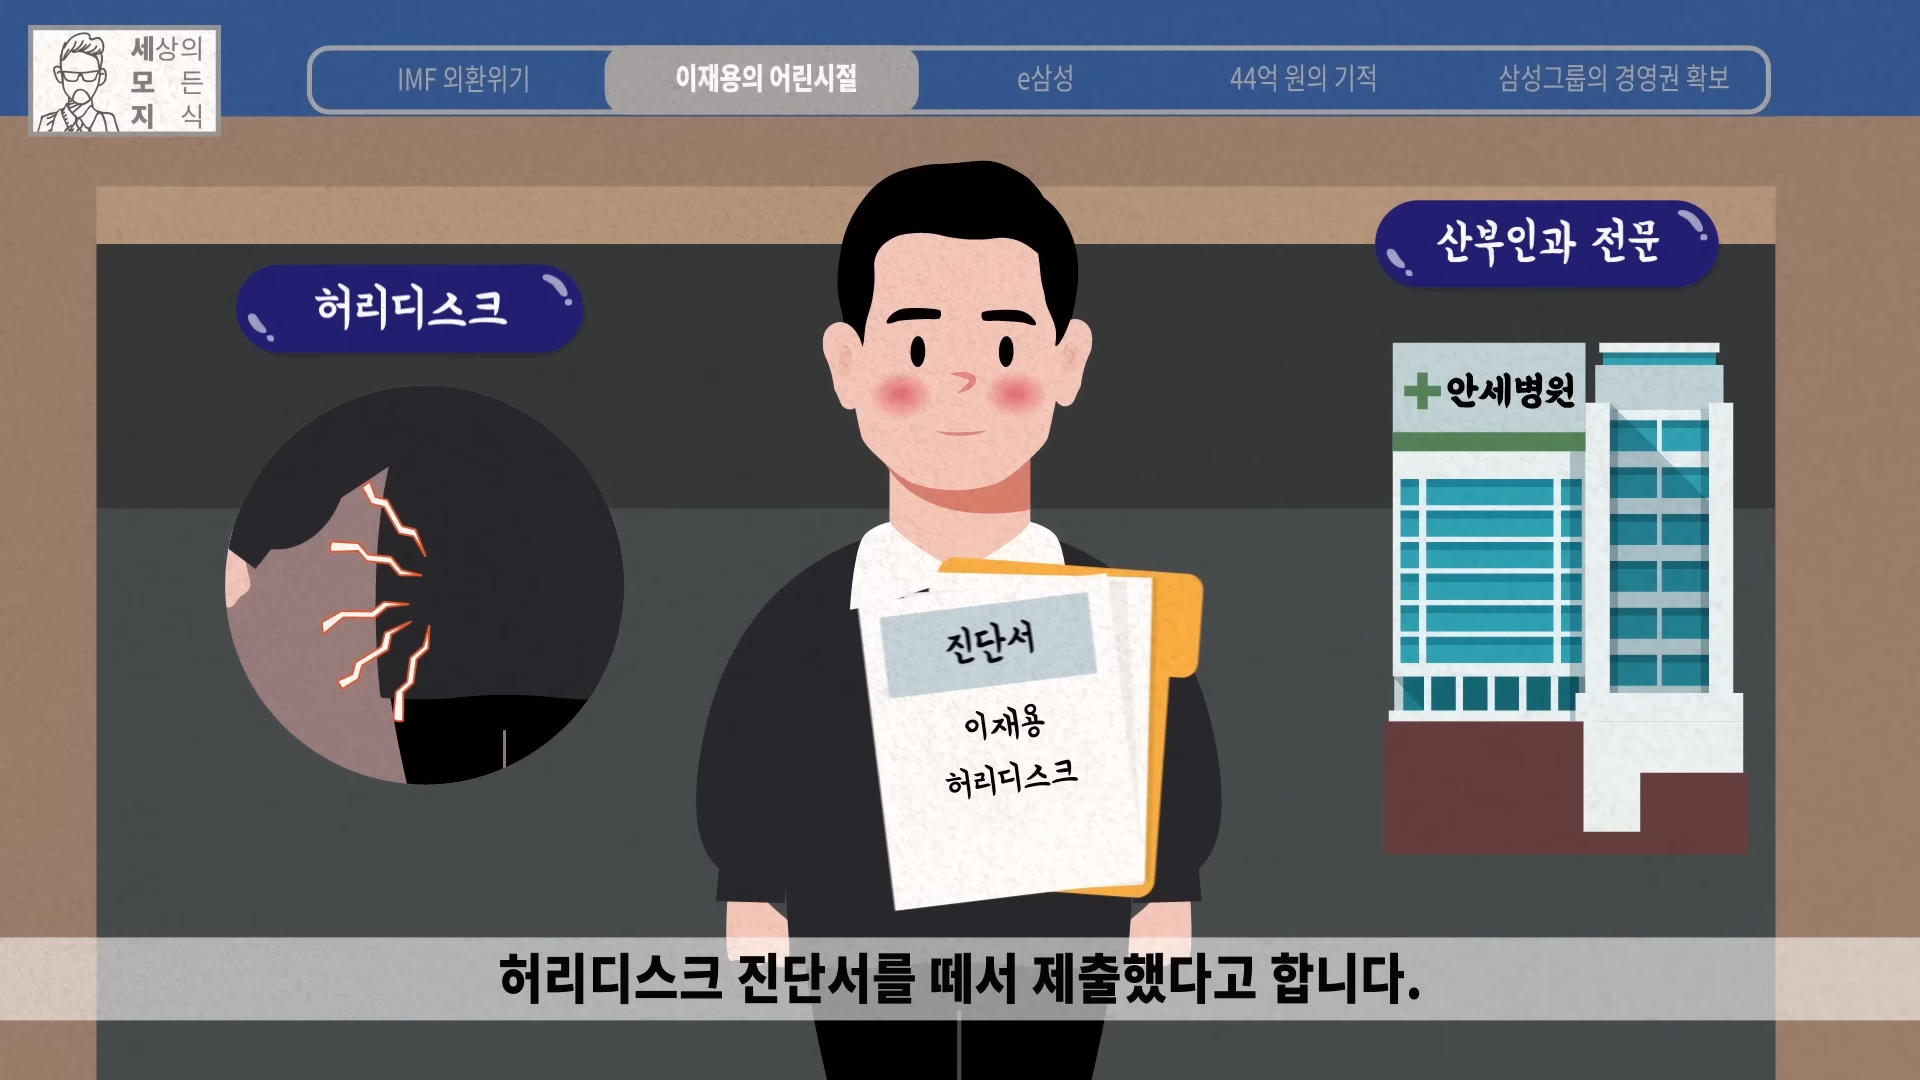 세상의
모든
지식
IMF 외환위기
이재용의 어린시절
e삼성
44억 원의 기적
삼성그룹의 경영권 확보
허리디스크
산부인과 전문
안세병원
진단서
이재용
허리디스크
허리디스크 진단서를 떼서 제출했다고 합니다.